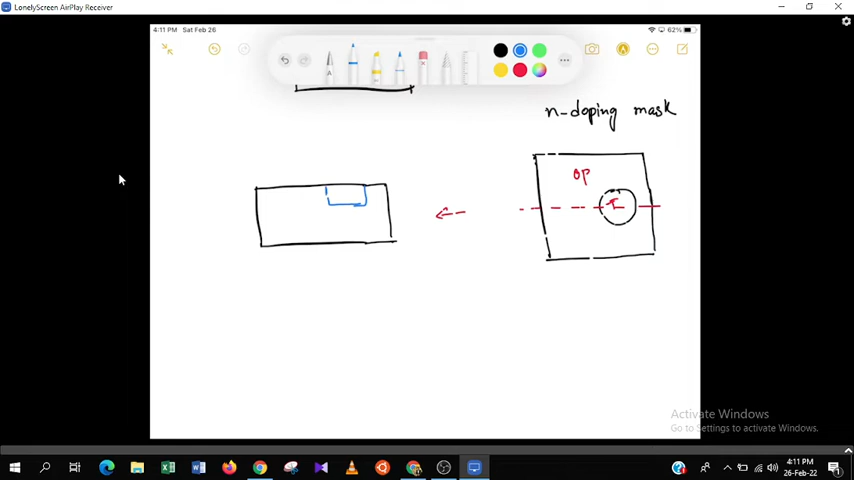 LonelyScreen AirPlay Receiver
4:11 PM Sat Feb 26
62%
A
n-doping mask
op
T
Activate Windows
Go to Settings to activate Windows.
4:11 PM
26-Feb-22